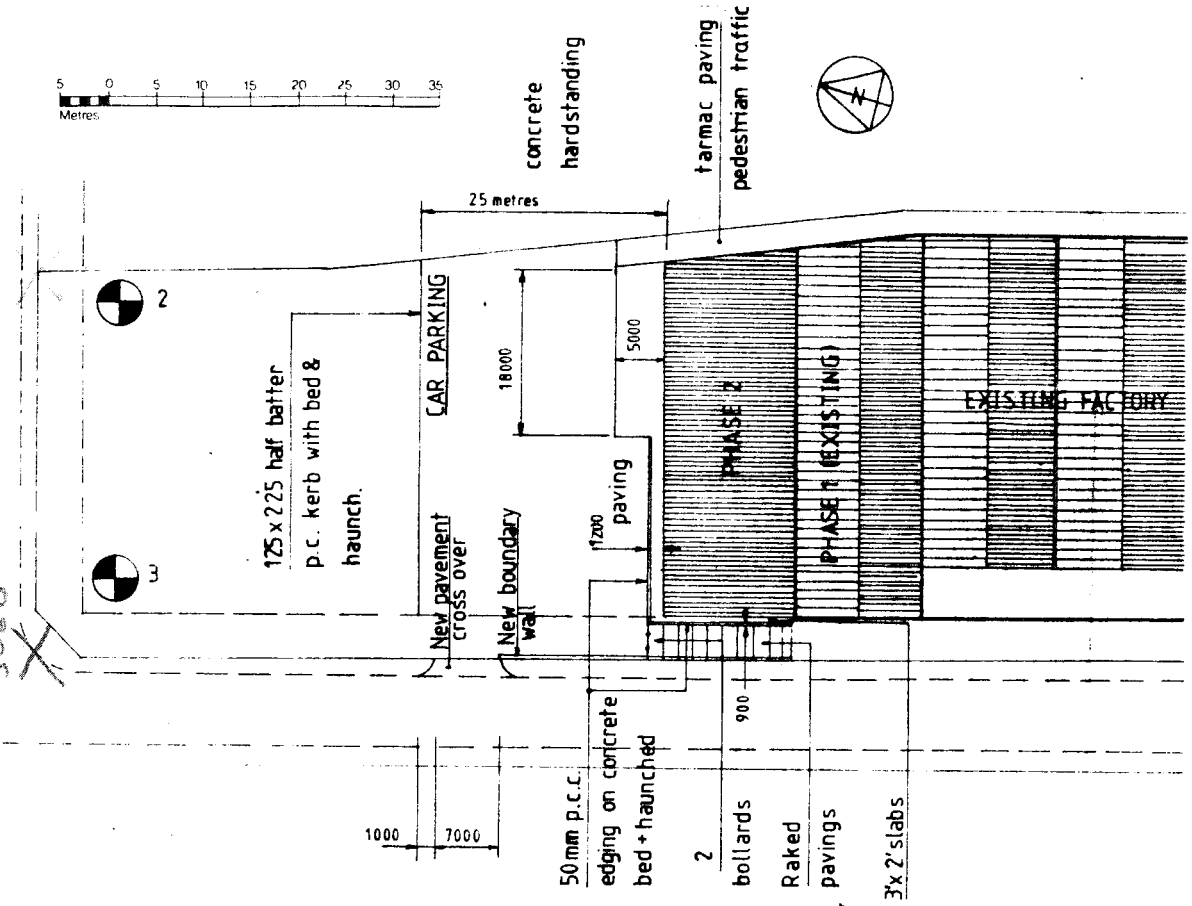 5 0 5 10 15 20 25 30 35
Metres
concrete
hardstanding
tarmac paving
pedestrian traffic
N
25 metres
2
3
125 x 225 half batter
p.c. kerb with bed &
haunch.
CAR PARKING
18000
5000
New pavement
cross over
New boundary
wall
1200
paving
PHASE 2
PHASE 1 (EXISTING)
EXISTING FACTORY
900
1000
7000
50mm p.c.c.
edging on concrete
bed + haunched
2
bollards
Raked
pavings
3'x 2' slabs